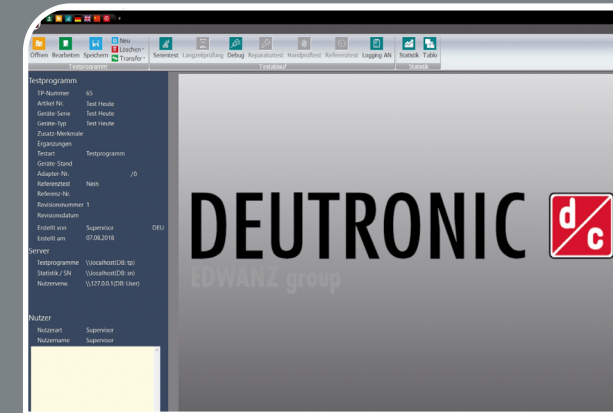 Neu
Löschen
Transfer
Öffnen Bearbeiten Speichern
Serientest Langzeitprüfung Debug Reparaturtest Handprüftest Referenztest Logging AN
Statistik Tablo
Testprogramm
Testablauf
Statistik
Testprogramm
TP-Nummer 65
Artikel Nr. Test Heute
Geräte-Serie Test Heute
Geräte-Typ Test Heute
Zusatz-Merkmale
Ergänzungen
Testart Testprogramm
Geräte-Stand
Adapter-Nr. /0
Referenztest Nein
Referenz-Nr.
Revisionsnummer 1
Revisionsdatum
Erstellt von Supervisor DEU
Erstellt am 07.08.2018
Server
Testprogramme \\localhost(DB: tp)
Statistik / SN \\localhost(DB: sn)
Nutzerverw. \\127.0.0.1(DB: User)
Nutzer
Nutzerart Supervisor
Nutzername Supervisor
DEUTRONIC d/c
EDWANZ group